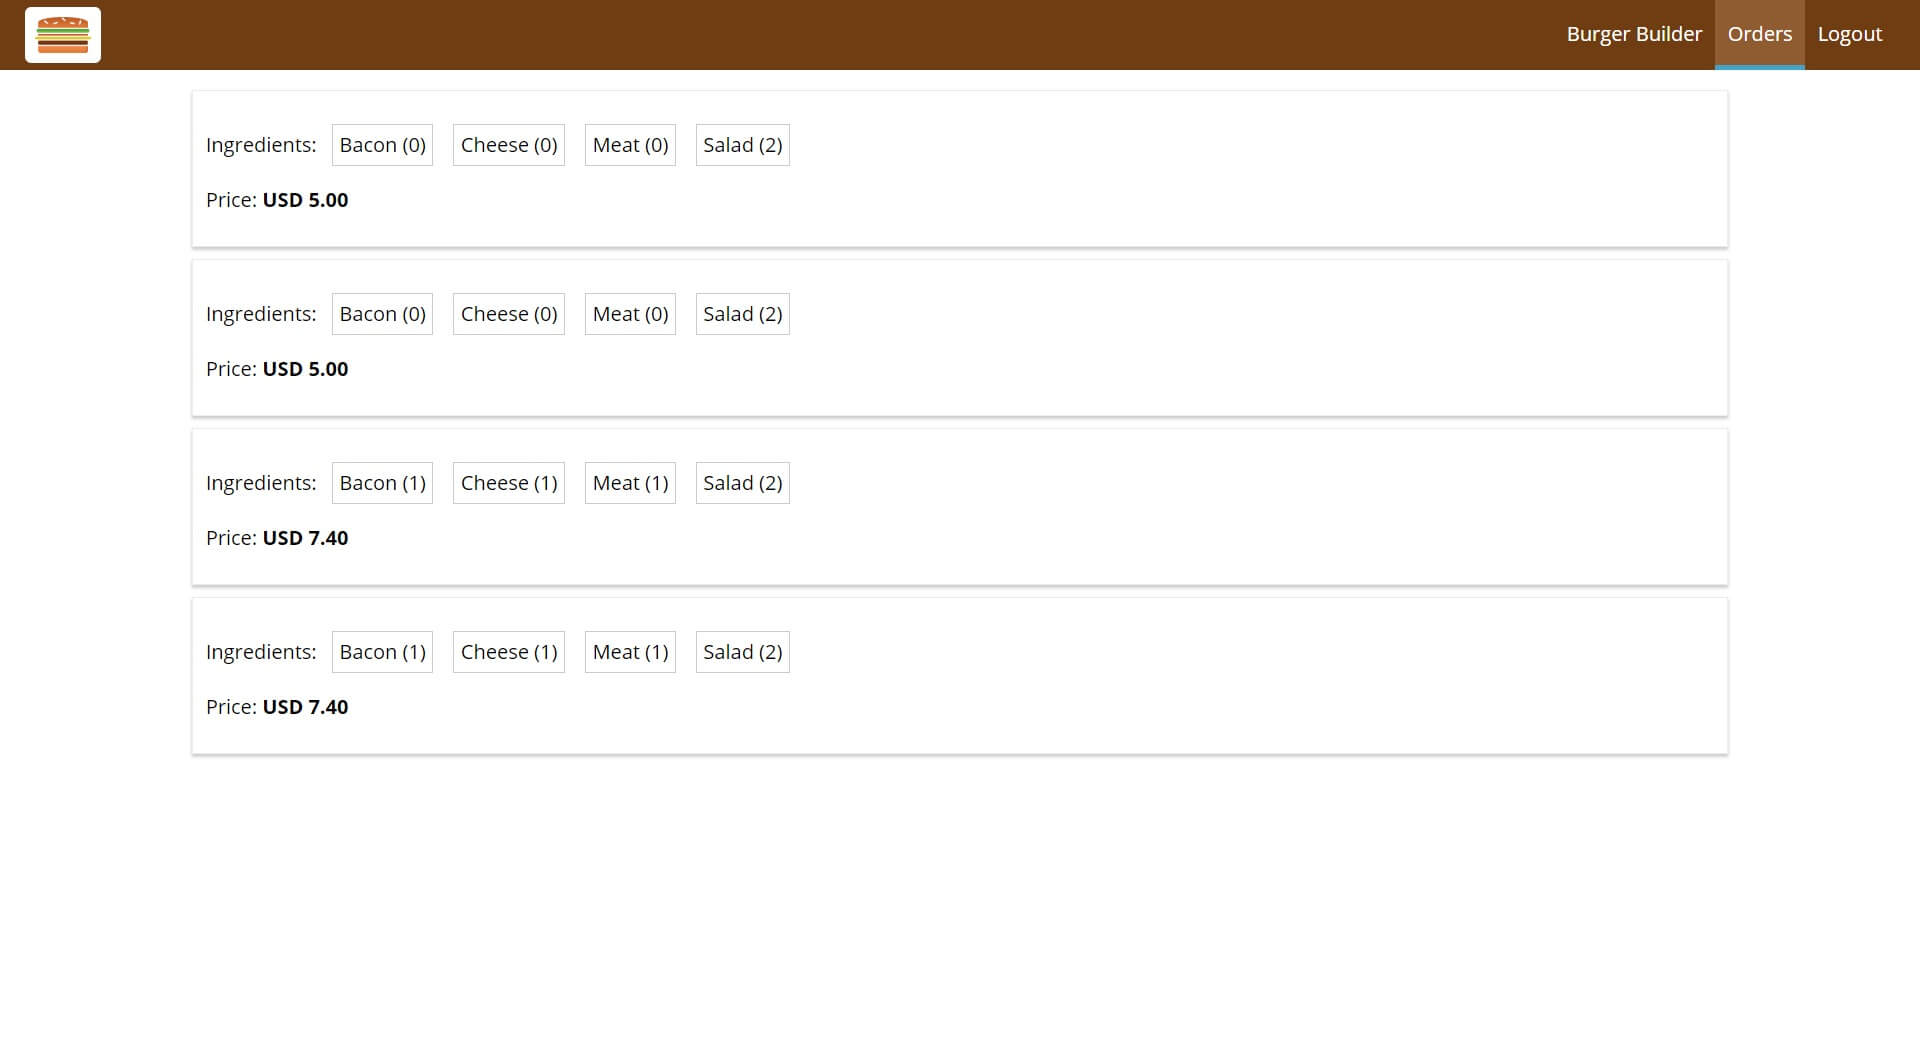 Burger Builder Orders Logout
Ingredients: Bacon (0) Cheese (0) Meat (0) Salad (2)
Price: USD 5.00
Ingredients: Bacon (0) Cheese (0) Meat (0) Salad (2)
Price: USD 5.00
Ingredients: Bacon (1) Cheese (1) Meat (1) Salad (2)
Price: USD 7.40
Ingredients: Bacon (1) Cheese (1) Meat (1) Salad (2)
Price: USD 7.40